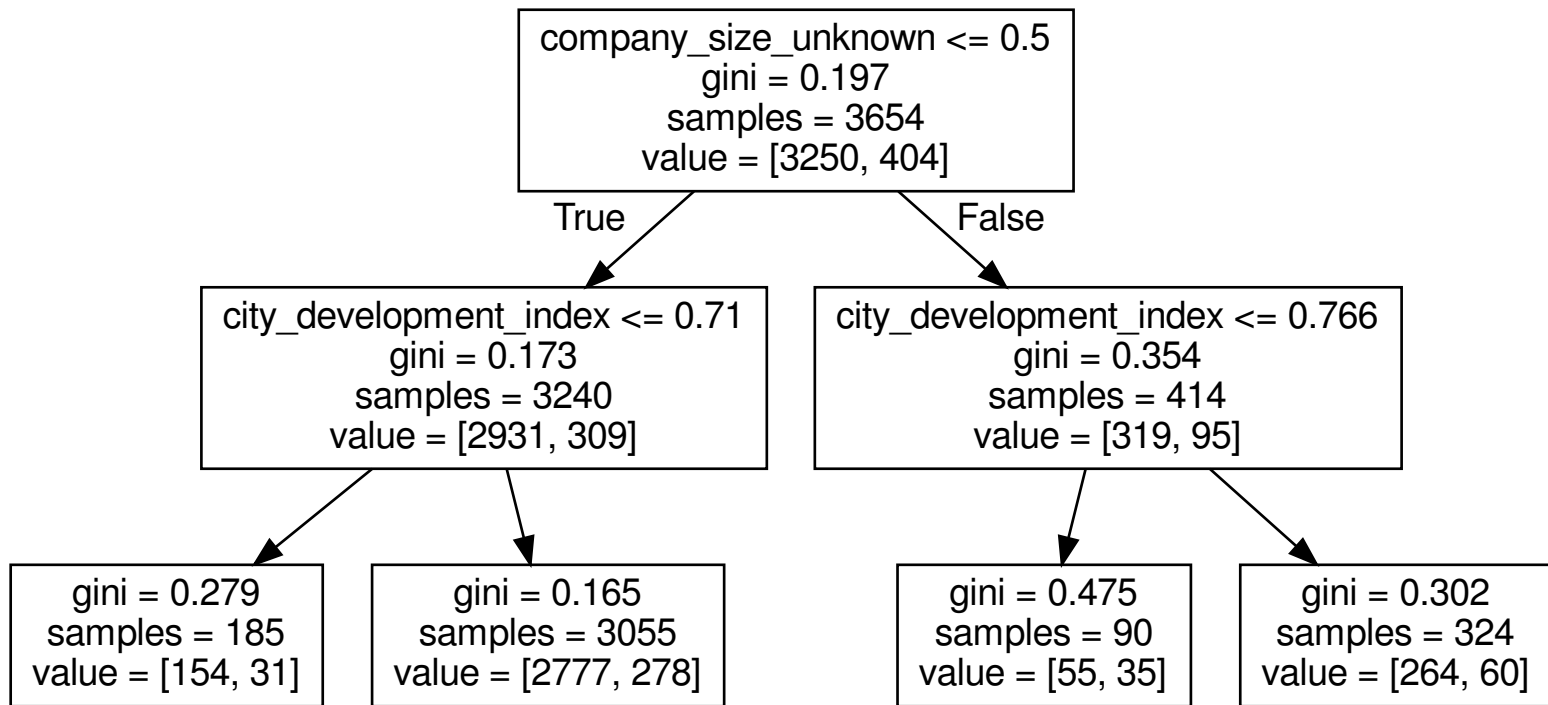 company_size_unknown <= 0.5
gini = 0.197
samples = 3654
value = [3250, 404]
True
False
city_development_index <= 0.71
gini = 0.173
samples = 3240
value = [2931, 309]
city_development_index <= 0.766
gini = 0.354
samples = 414
value = [319, 95]
gini = 0.279
samples = 185
value = [154, 31]
gini = 0.165
samples = 3055
value = [2777, 278]
gini = 0.475
samples = 90
value = [55, 35]
gini = 0.302
samples = 324
value = [264, 60]